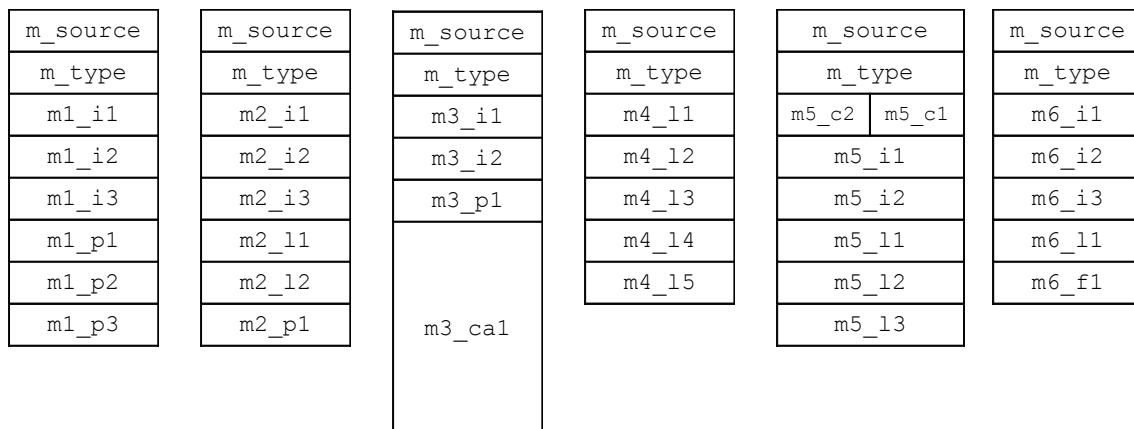 m_source
m_type
m1_i1
m1_i2
m1_i3
m1_p1
m1_p2
m1_p3
m_source
m_type
m2_i1
m2_i2
m2_i3
m2_l1
m2_l2
m2_p1
m_source
m_type
m3_i1
m3_i2
m3_p1
m3_ca1
m_source
m_type
m4_l1
m4_l2
m4_l3
m4_l4
m4_l5
m_source
m_type
m5_c2 m5_c1
m5_i1
m5_i2
m5_l1
m5_l2
m5_l3
m_source
m_type
m6_i1
m6_i2
m6_i3
m6_l1
m6_f1